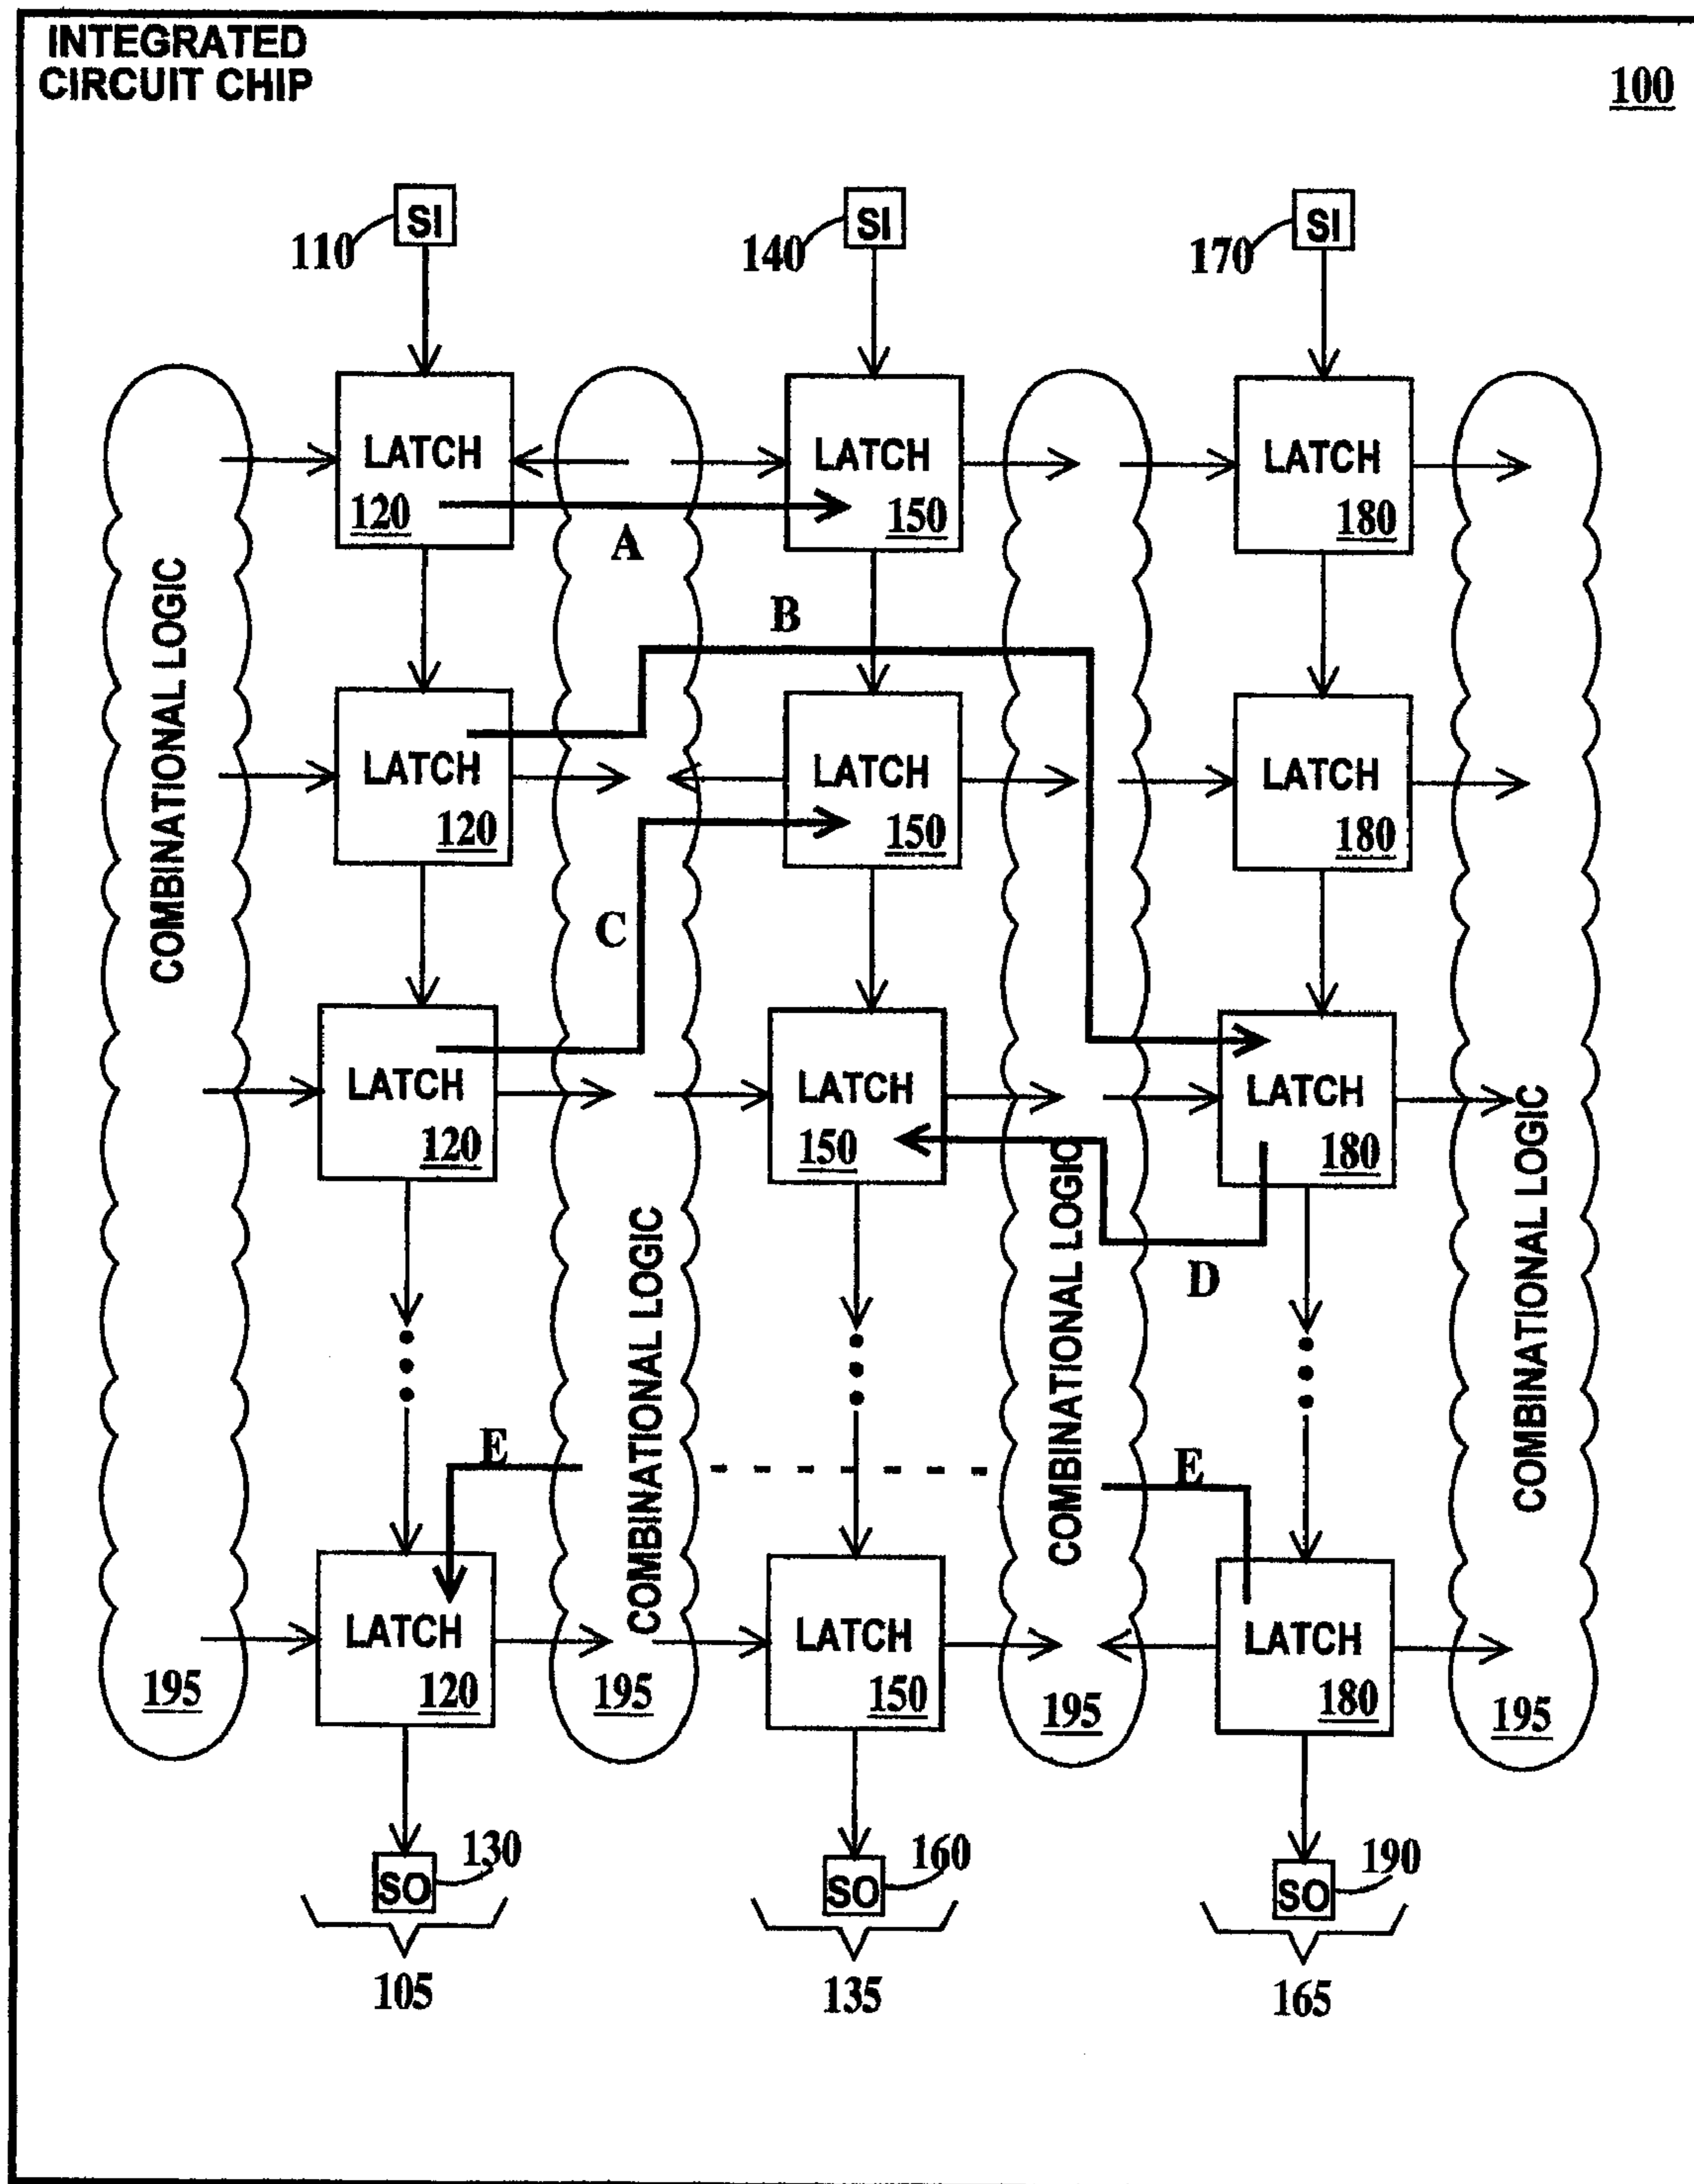 INTEGRATED
CIRCUIT CHIP
100
SI
SI
SI
110
140
170
LATCH
LATCH
LATCH
120
150
180
A
B
COMBINATIONAL LOGIC
LATCH
LATCH
LATCH
120
150
180
C
LATCH
LATCH
LATCH
120
150
180
COMBINATIONAL LOGIC
COMBINATIONAL LOGIC
COMBINATIONAL LOGIC
D
E
E
LATCH
LATCH
LATCH
120
150
180
195
195
195
195
130
160
190
SO
SO
SO
105
135
165